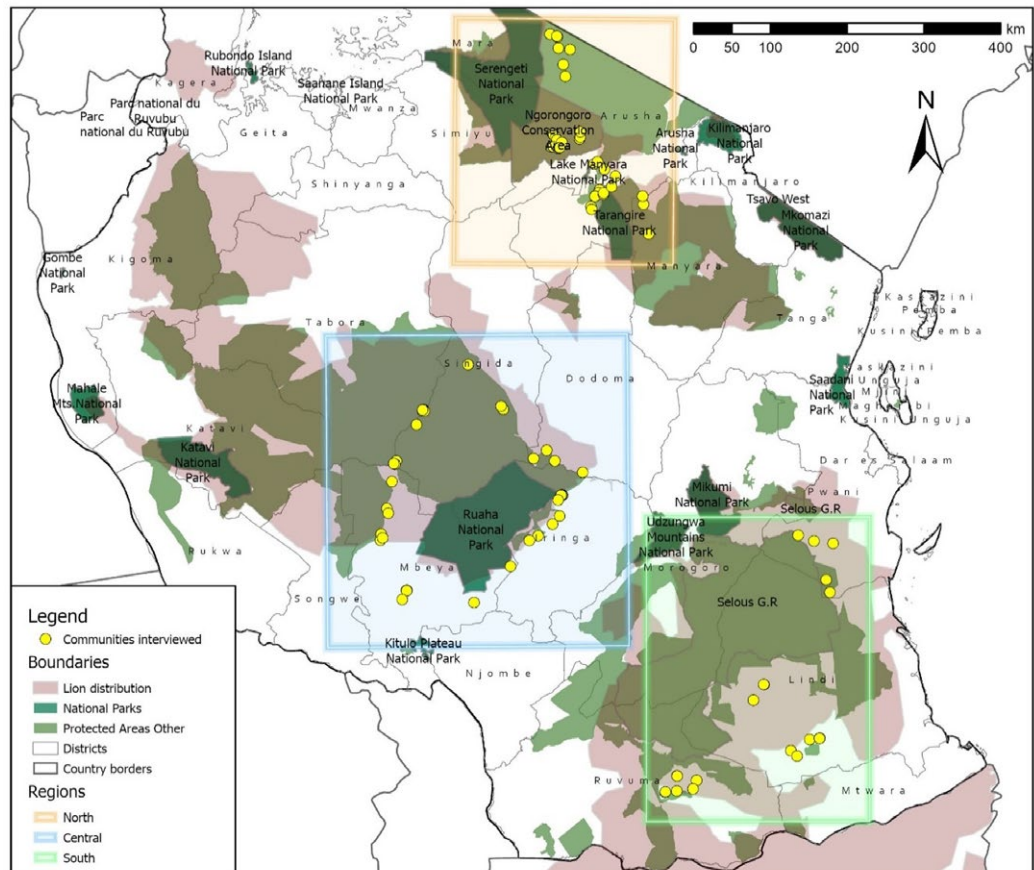 km
0 50 100 200 300 400
N
Mara
Serengeti
National
Park
Rubondo Island
National Park
Kagera
Saanane Island
National Park
Mwanza
Parc national du
Ruvubu
Parc
national du Ruvubu
Geita
Simiyu
Ngorongoro
Conservation
Area
Arusha
Arusha
National
Park
Kilimanjaro
National
Park
Lake Manyara
National Park
Shinyanga
Kilimanjaro
Tsavo West
Mkomazi
National
Park
Tarangire
National Park
Gombe
National
Park
Kigoma
Manyara
Kaskazini
Pemba
Kusini Pemba
Tabora
Tanga
Singida
Dodoma
Saadani
National
Park
Kaskazini
Unguja
Kusini Unguja
Mahale
Mts.National
Park
Katavi
Katavi
National
Park
Dar es Salaam
Mikumi
National Park
Pwani
Selous G.R
Ruaha
National
Park
Iringa
Udzungwa
Mountains
National Park
Rukwa
Mbeya
Morogoro
Songwe
Selous G.R
Kitulo Plateau
National Park
Njombe
Lindi
Ruvuma
Mtwara
Legend
Communities interviewed
Boundaries
Lion distribution
National Parks
Protected Areas Other
Districts
Country borders
Regions
North
Central
South